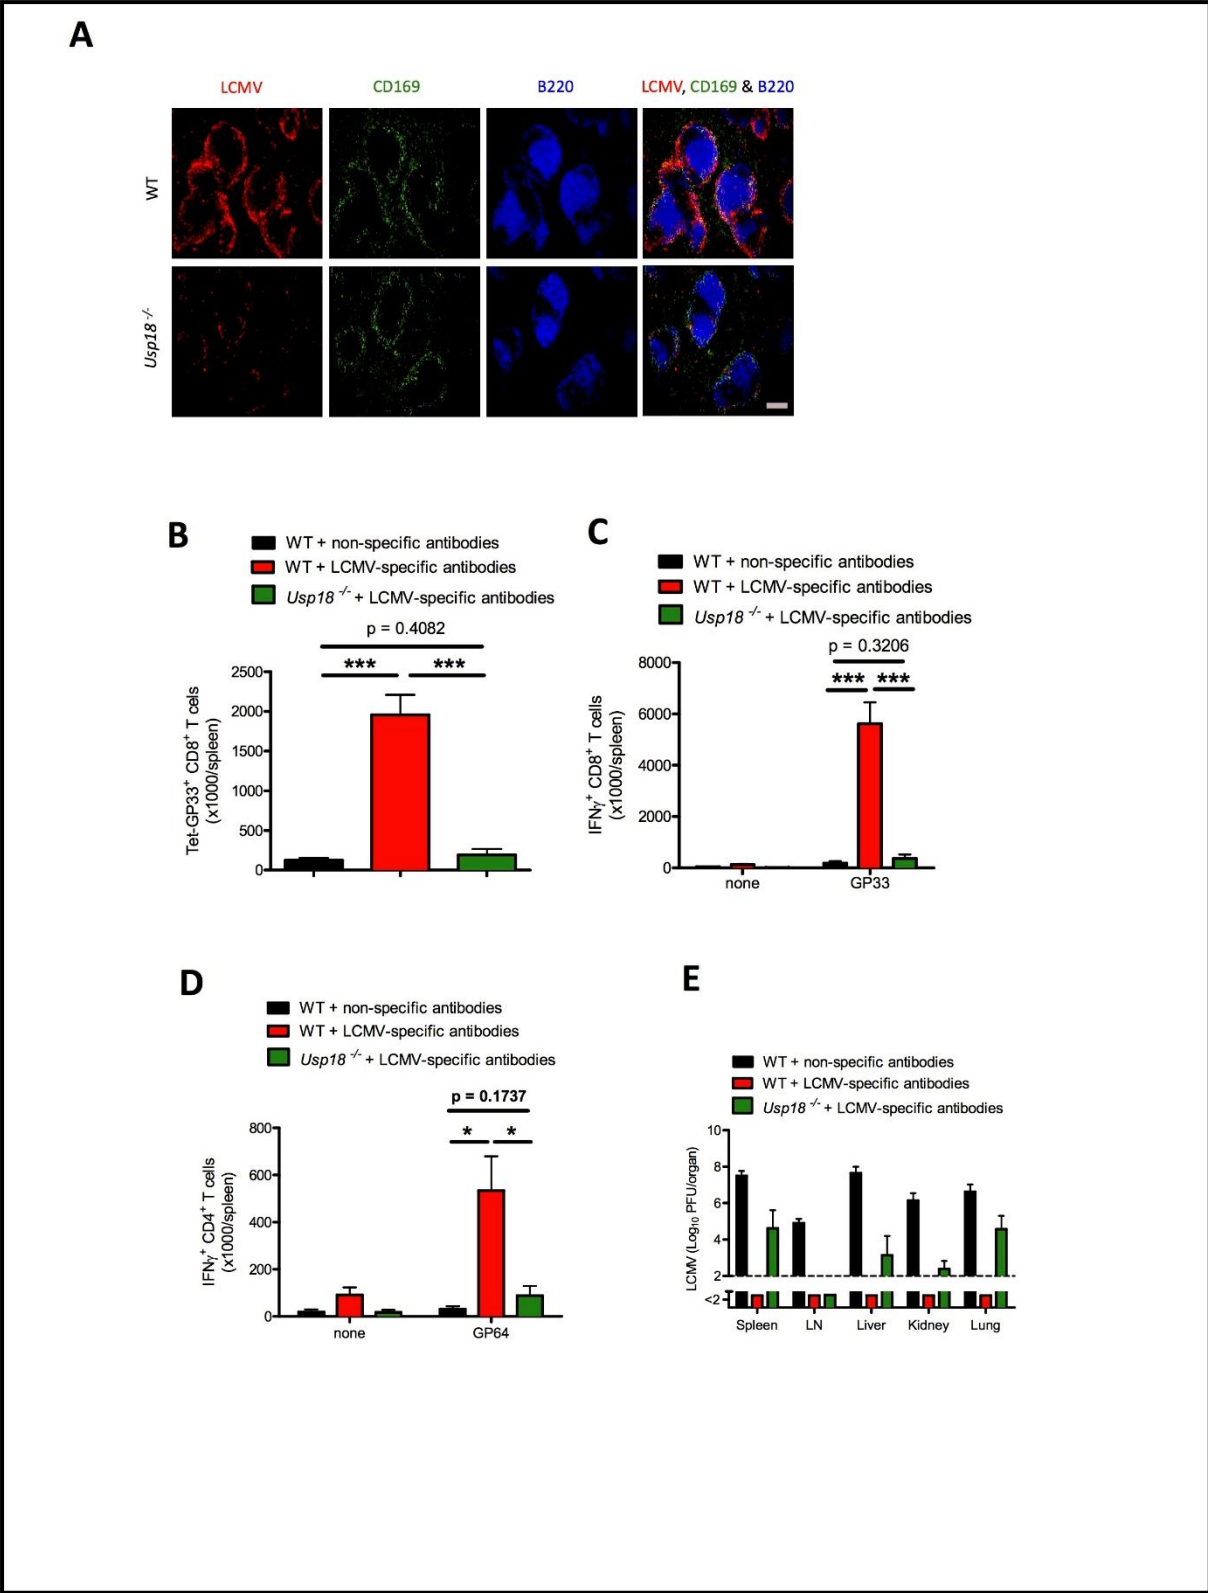 A
LCMV
CD169
B220
LCMV, CD169 & B220
WT
Usp18 -/-
B
WT + non-specific antibodies
WT + LCMV-specific antibodies
Usp18 -/- + LCMV-specific antibodies
p = 0.4082
***
***
2500
2000
1500
1000
500
0
Tet-GP33+ CD8+ T cells
(x1000/spleen)
C
WT + non-specific antibodies
WT + LCMV-specific antibodies
Usp18 -/- + LCMV-specific antibodies
p = 0.3206
***
***
8000
6000
4000
2000
0
IFNγ+ CD8+ T cells
(x1000/spleen)
none
GP33
D
WT + non-specific antibodies
WT + LCMV-specific antibodies
Usp18 -/- + LCMV-specific antibodies
p = 0.1737
*
*
800
600
400
200
0
IFNγ+ CD4+ T cells
(x1000/spleen)
none
GP64
E
WT + non-specific antibodies
WT + LCMV-specific antibodies
Usp18 -/- + LCMV-specific antibodies
10
8
6
4
2
<2
LCMV (Log10 PFU/organ)
Spleen
LN
Liver
Kidney
Lung